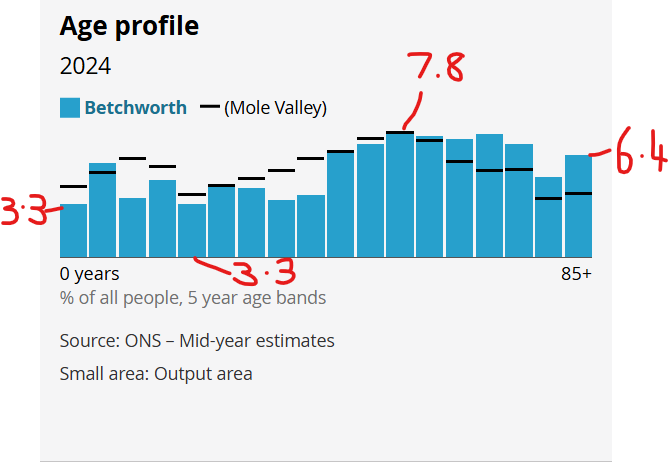 Age profile
2024
7.8
Betchworth (Mole Valley)
6.4
3.3
3.3
0 years 85+
% of all people, 5 year age bands
Source: ONS – Mid-year estimates
Small area: Output area